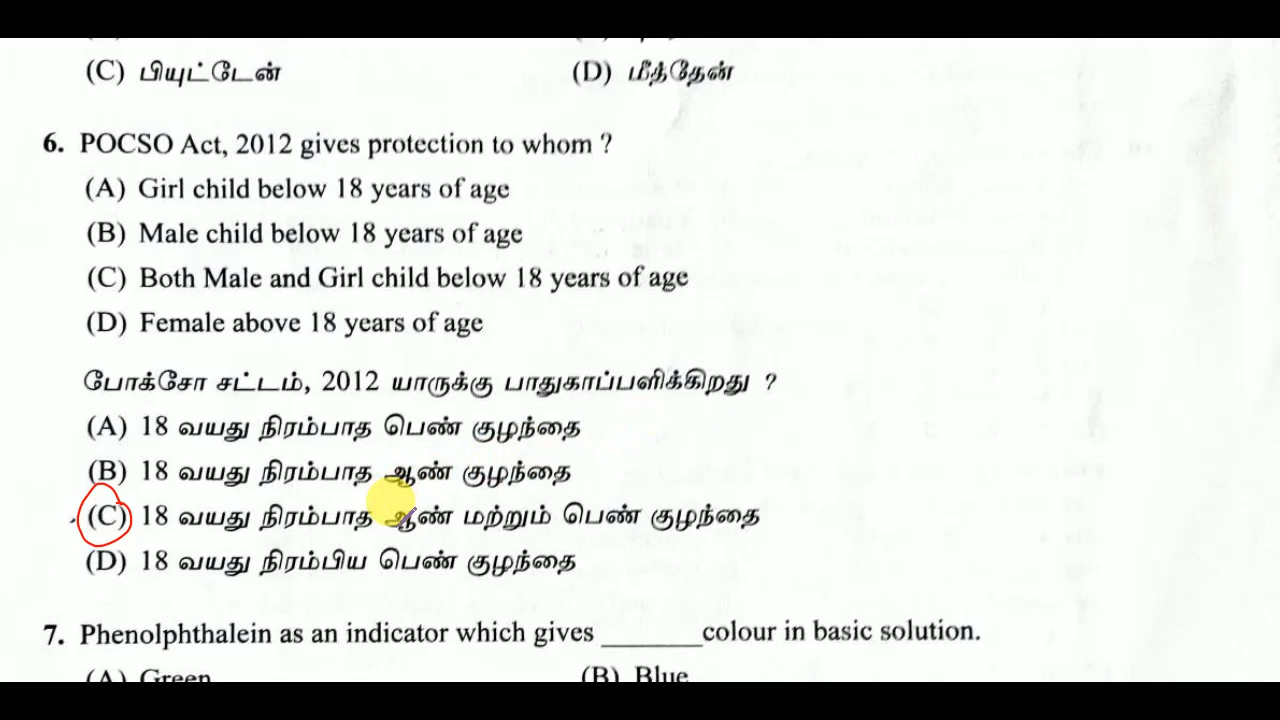 (C) பியுட்டேன் (D) மீத்தேன்
6. POCSO Act, 2012 gives protection to whom ?
(A) Girl child below 18 years of age
(B) Male child below 18 years of age
(C) Both Male and Girl child below 18 years of age
(D) Female above 18 years of age
போக்சோ சட்டம், 2012 யாருக்கு பாதுகாப்பளிக்கிறது ?
(A) 18 வயது நிரம்பாத பெண் குழந்தை
(B) 18 வயது நிரம்பாத ஆண் குழந்தை
(C) 18 வயது நிரம்பாத ஆண் மற்றும் பெண் குழந்தை
(D) 18 வயது நிரம்பிய பெண் குழந்தை
7. Phenolphthalein as an indicator which gives _______colour in basic solution.
(A) Green (B) Blue